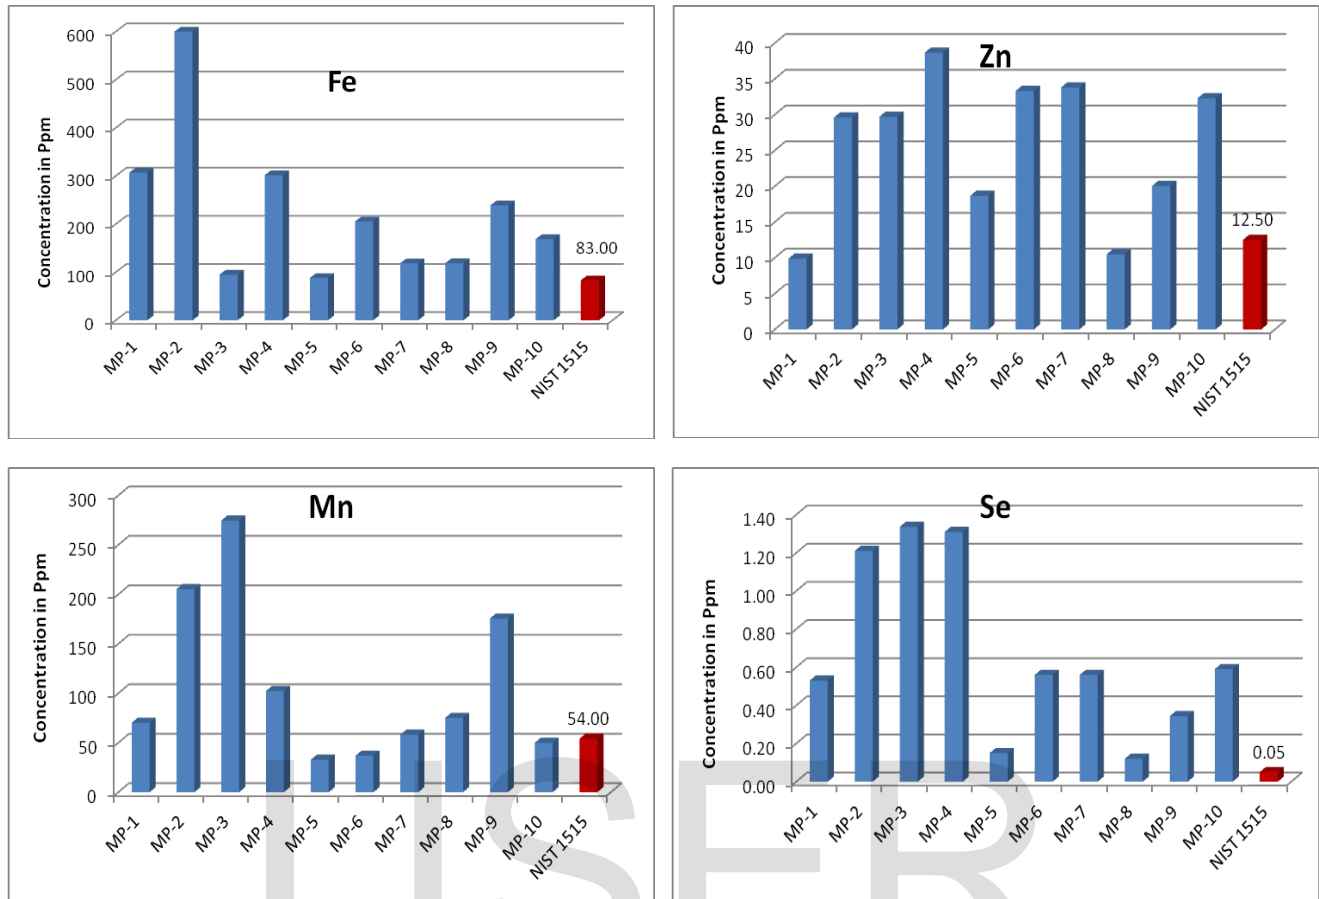 Fe
Concentration in Ppm
600
500
400
300
200
100
0
83.00
MP-1
MP-2
MP-3
MP-4
MP-5
MP-6
MP-7
MP-8
MP-9
MP-10
NIST 1515
Zn
Concentration in Ppm
40
35
30
25
20
15
10
5
0
12.50
MP-1
MP-2
MP-3
MP-4
MP-5
MP-6
MP-7
MP-8
MP-9
MP-10
NIST 1515
Mn
Concentration in Ppm
300
250
200
150
100
50
0
54.00
MP-1
MP-2
MP-3
MP-4
MP-5
MP-6
MP-7
MP-8
MP-9
MP-10
NIST 1515
Se
Concentration in Ppm
1.40
1.20
1.00
0.80
0.60
0.40
0.20
0.00
0.05
MP-1
MP-2
MP-3
MP-4
MP-5
MP-6
MP-7
MP-8
MP-9
MP-10
NIST 1515
IJSER